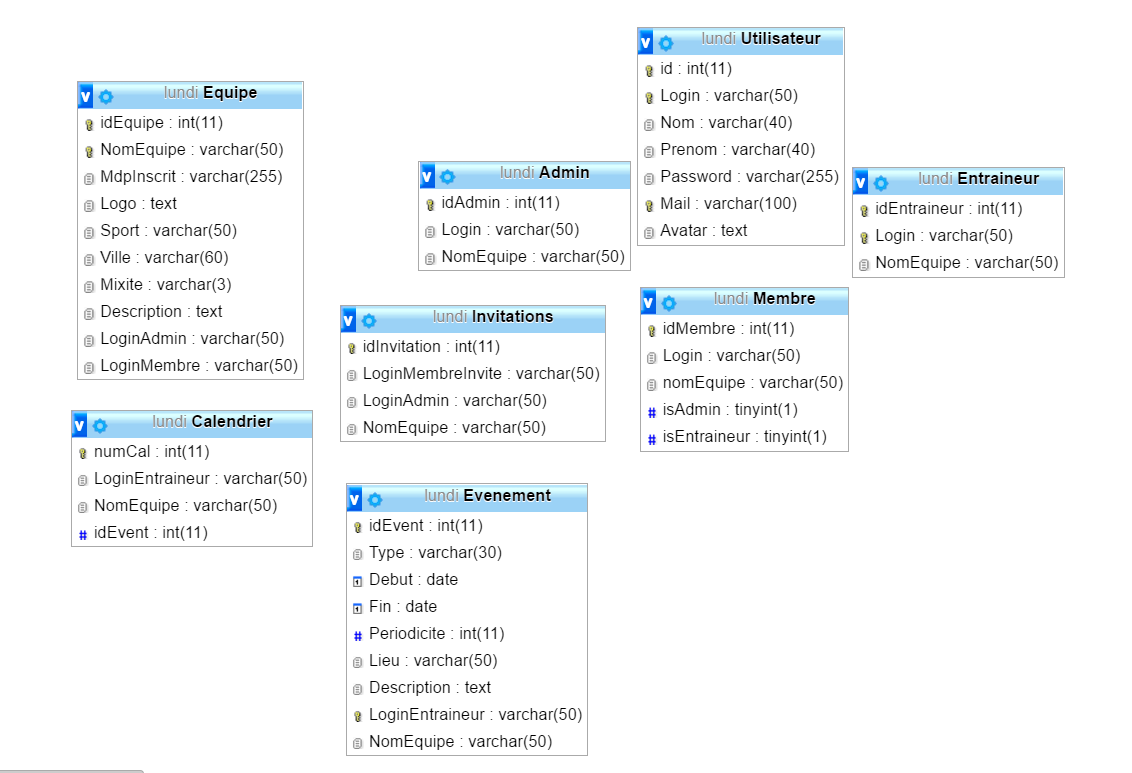 lundi Equipe
idEquipe : int(11)
NomEquipe : varchar(50)
MdpInscrit : varchar(255)
Logo : text
Sport : varchar(50)
Ville : varchar(60)
Mixite : varchar(3)
Description : text
LoginAdmin : varchar(50)
LoginMembre : varchar(50)
lundi Calendrier
numCal : int(11)
LoginEntraineur : varchar(50)
NomEquipe : varchar(50)
idEvent : int(11)
lundi Admin
idAdmin : int(11)
Login : varchar(50)
NomEquipe : varchar(50)
lundi Invitations
idInvitation : int(11)
LoginMembreInvite : varchar(50)
LoginAdmin : varchar(50)
NomEquipe : varchar(50)
lundi Evenement
idEvent : int(11)
Type : varchar(30)
Debut : date
Fin : date
Periodicite : int(11)
Lieu : varchar(50)
Description : text
LoginEntraineur : varchar(50)
NomEquipe : varchar(50)
lundi Utilisateur
id : int(11)
Login : varchar(50)
Nom : varchar(40)
Prenom : varchar(40)
Password : varchar(255)
Mail : varchar(100)
Avatar : text
lundi Membre
idMembre : int(11)
Login : varchar(50)
nomEquipe : varchar(50)
isAdmin : tinyint(1)
isEntraineur : tinyint(1)
lundi Entraineur
idEntraineur : int(11)
Login : varchar(50)
NomEquipe : varchar(50)